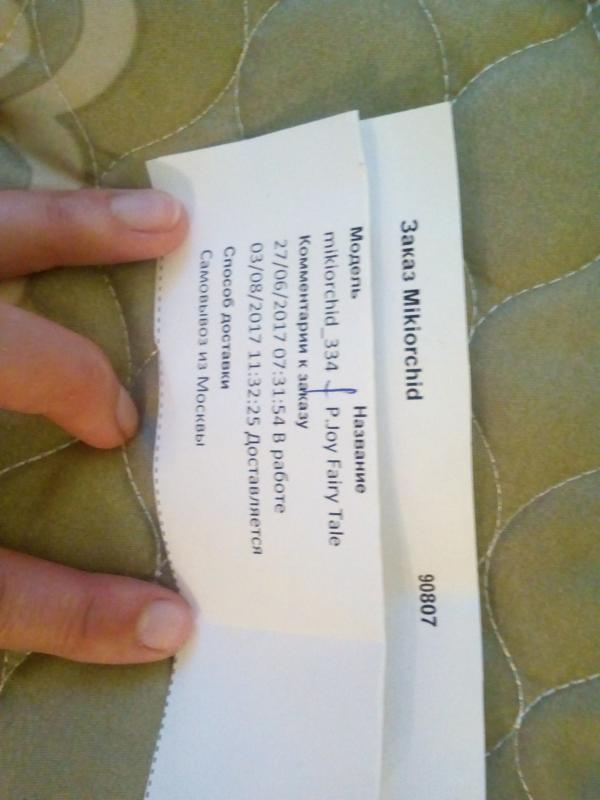 Заказ Mikiorchid 90807
Модель Название
mikiorchid_334 P.Joy Fairy Tale
Комментарии к заказу
27/06/2017 07:31:54 В работе
03/08/2017 11:32:25 Доставляется
Способ доставки
Самовывоз из Москвы